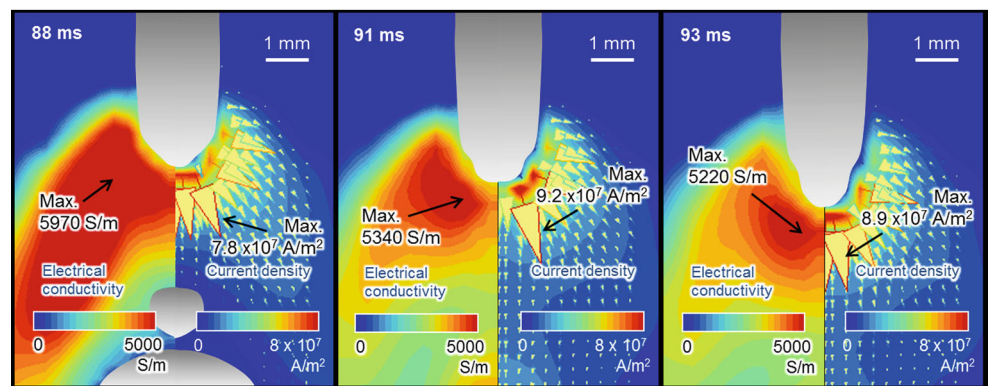 88 ms
1 mm
Max.
5970 S/m
Max.
7.8 x10⁷ A/m²
Electrical
conductivity
Current density
0
5000
S/m
0
8 x 10⁷
A/m²
91 ms
1 mm
Max.
9.2 x10⁷ A/m²
Max.
5340 S/m
Electrical
conductivity
Current density
0
5000
S/m
0
8 x 10⁷
A/m²
93 ms
1 mm
Max.
5220 S/m
Max.
8.9 x10⁷ A/m²
Electrical
conductivity
Current density
0
5000
S/m
0
8 x 10⁷
A/m²